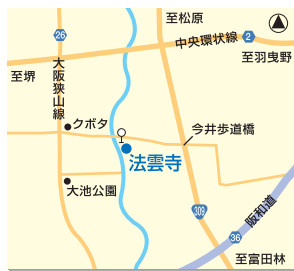 至松原
26
中央環状線
2
至堺
至羽曳野
大阪狭山線
クボタ
今井歩道橋
法雲寺
大池公園
309
阪和道
36
至富田林